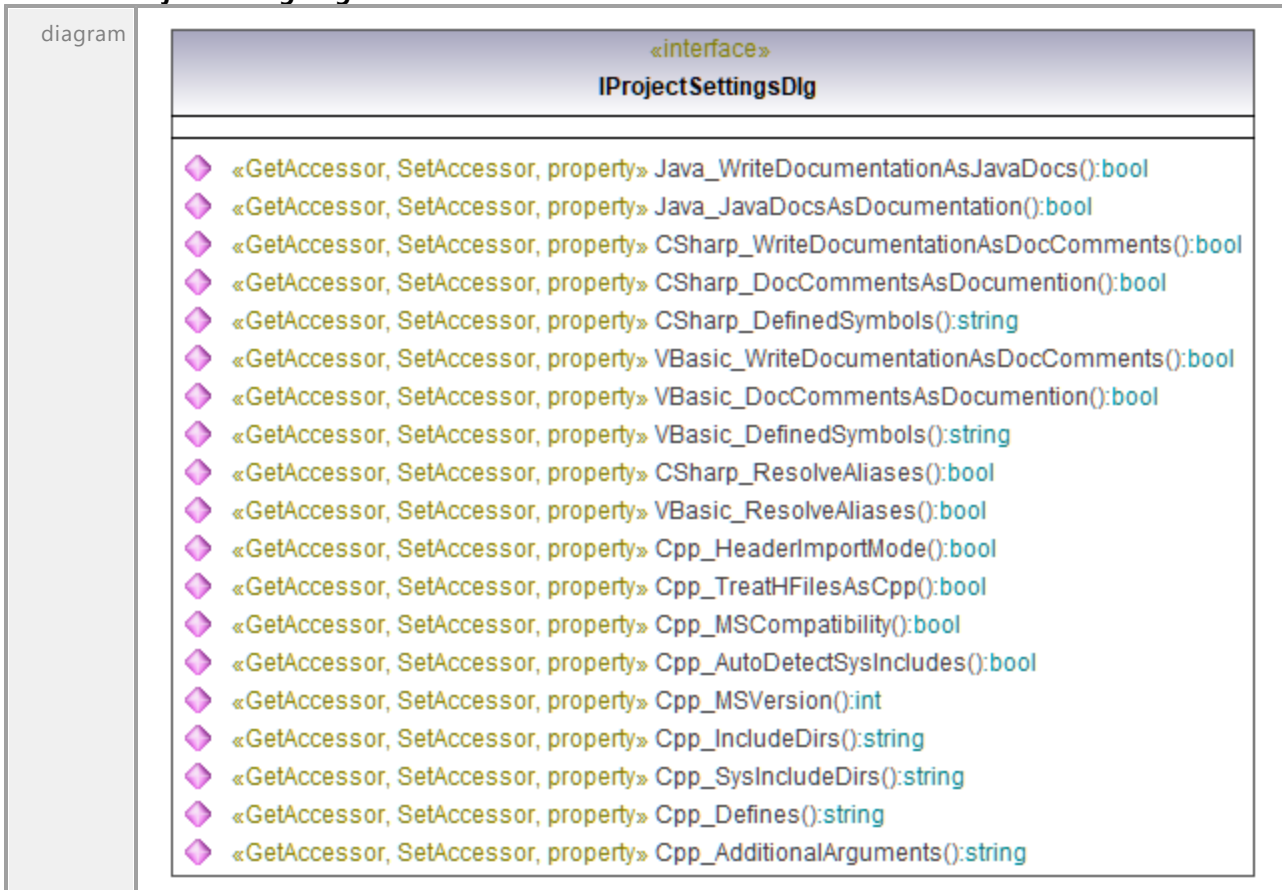 diagram
«interface»
IProjectSettingsDlg
«GetAccessor, SetAccessor, property» Java_WriteDocumentationAsJavaDocs():bool
«GetAccessor, SetAccessor, property» Java_JavaDocsAsDocumentation():bool
«GetAccessor, SetAccessor, property» CSharp_WriteDocumentationAsDocComments():bool
«GetAccessor, SetAccessor, property» CSharp_DocCommentsAsDocumention():bool
«GetAccessor, SetAccessor, property» CSharp_DefinedSymbols():string
«GetAccessor, SetAccessor, property» VBasic_WriteDocumentationAsDocComments():bool
«GetAccessor, SetAccessor, property» VBasic_DocCommentsAsDocumention():bool
«GetAccessor, SetAccessor, property» VBasic_DefinedSymbols():string
«GetAccessor, SetAccessor, property» CSharp_ResolveAliases():bool
«GetAccessor, SetAccessor, property» VBasic_ResolveAliases():bool
«GetAccessor, SetAccessor, property» Cpp_HeaderImportMode():bool
«GetAccessor, SetAccessor, property» Cpp_TreatHFilesAsCpp():bool
«GetAccessor, SetAccessor, property» Cpp_MSCompatibility():bool
«GetAccessor, SetAccessor, property» Cpp_AutoDetectSysIncludes():bool
«GetAccessor, SetAccessor, property» Cpp_MSVersion():int
«GetAccessor, SetAccessor, property» Cpp_IncludeDirs():string
«GetAccessor, SetAccessor, property» Cpp_SysIncludeDirs():string
«GetAccessor, SetAccessor, property» Cpp_Defines():string
«GetAccessor, SetAccessor, property» Cpp_AdditionalArguments():string